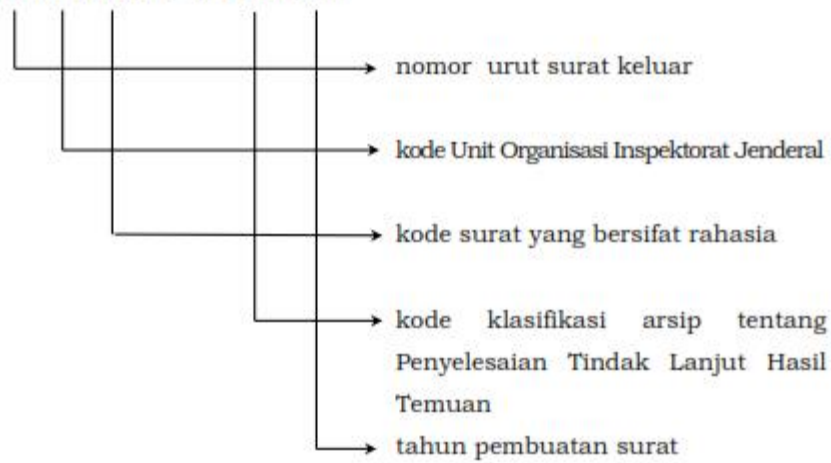 nomor urut surat keluar
kode Unit Organisasi Inspektorat Jenderal
kode surat yang bersifat rahasia
kode klasifikasi arsip tentang
Penyelesaian Tindak Lanjut Hasil
Temuan
tahun pembuatan surat